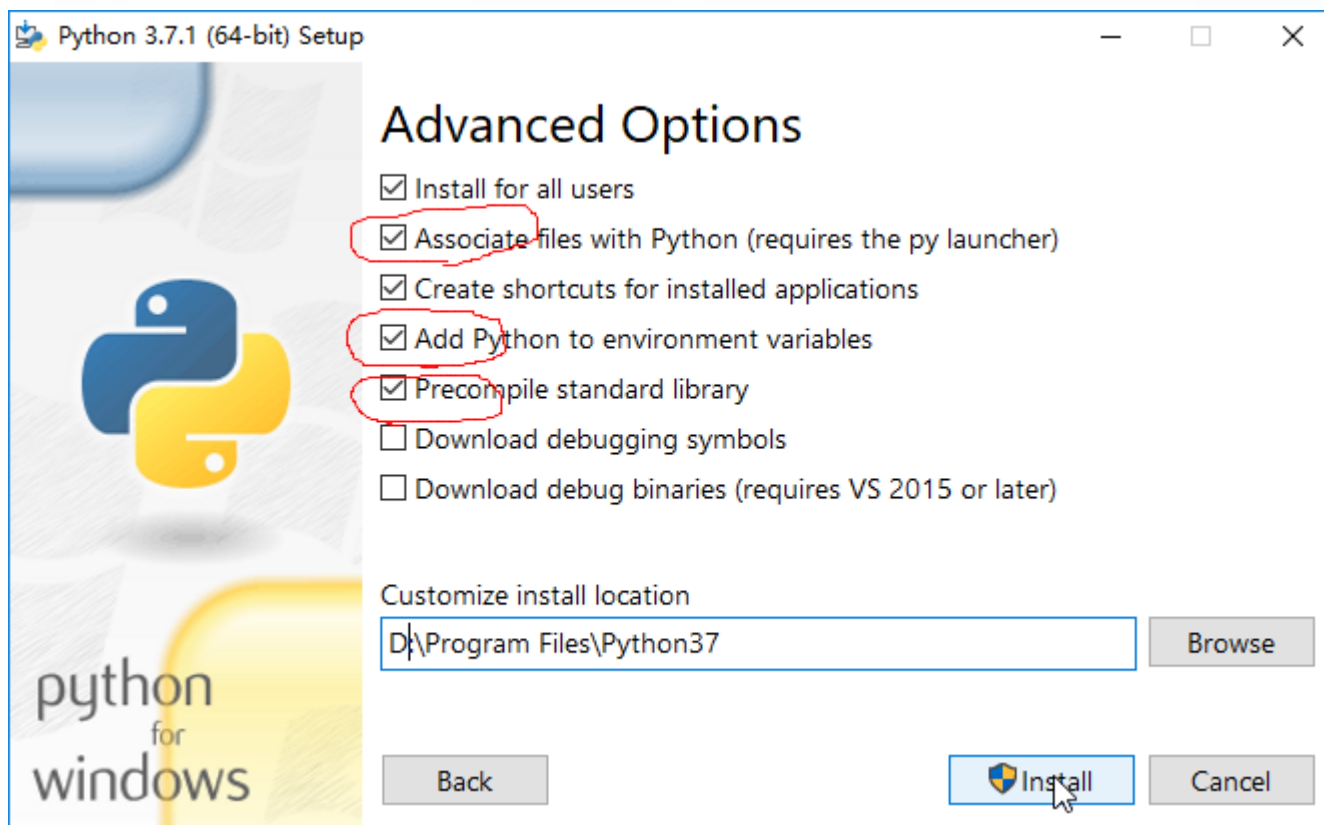 Python 3.7.1 (64-bit) Setup
Advanced Options
Install for all users
Associate files with Python (requires the py launcher)
Create shortcuts for installed applications
Add Python to environment variables
Precompile standard library
Download debugging symbols
Download debug binaries (requires VS 2015 or later)
Customize install location
D:\Program Files\Python37
Browse
python
for
windows
Back
Install
Cancel